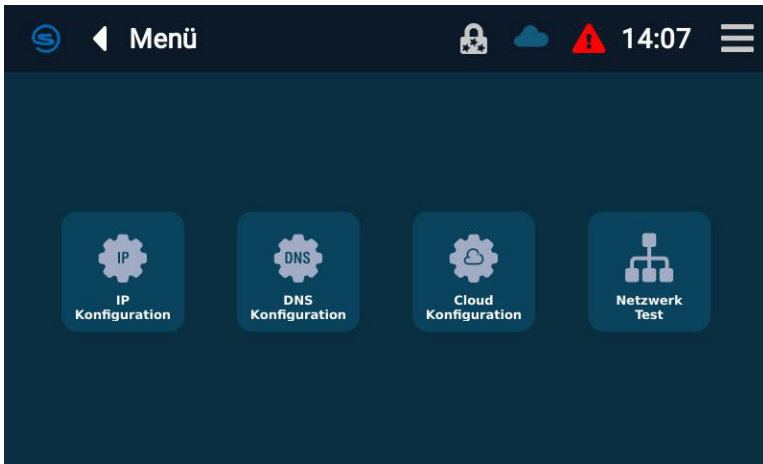 Menü
14:07
IP
DNS
IP
Konfiguration
DNS
Konfiguration
Cloud
Konfiguration
Netzwerk
Test